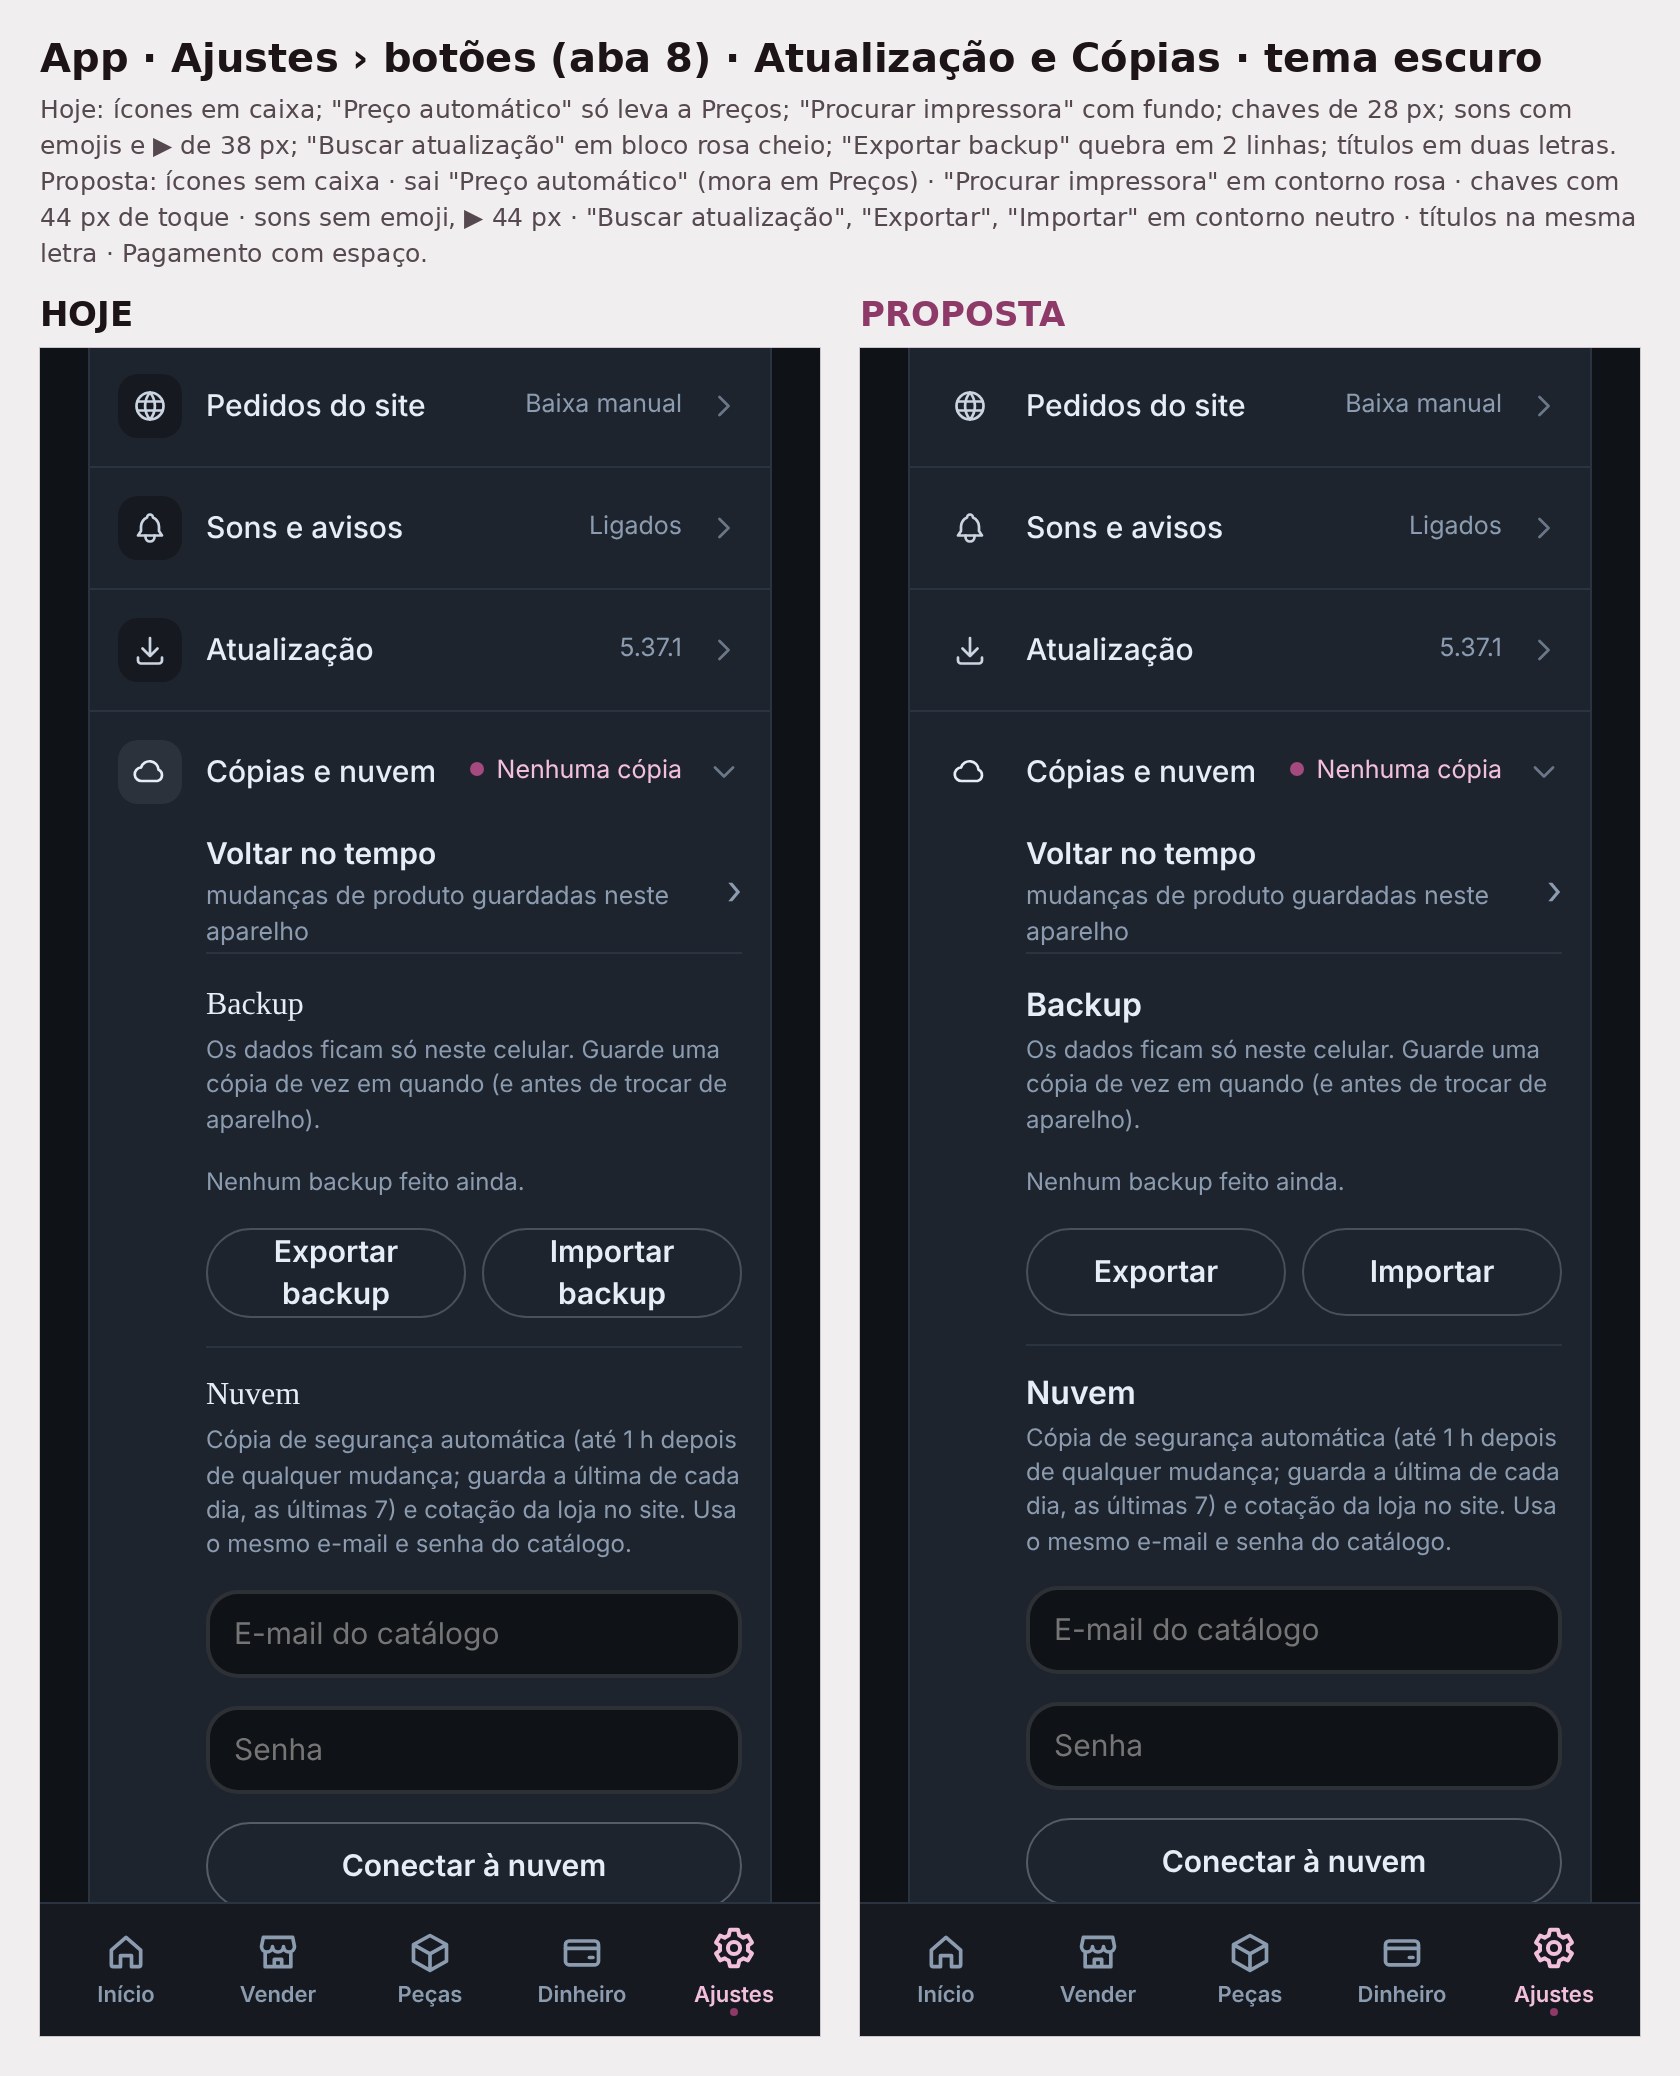 App · Ajustes › botões (aba 8) · Atualização e Cópias · tema escuro
Hoje: ícones em caixa; "Preço automático" só leva a Preços; "Procurar impressora" com fundo; chaves de 28 px; sons com
emojis e ▶ de 38 px; "Buscar atualização" em bloco rosa cheio; "Exportar backup" quebra em 2 linhas; títulos em duas letras.
Proposta: ícones sem caixa · sai "Preço automático" (mora em Preços) · "Procurar impressora" em contorno rosa · chaves com
44 px de toque · sons sem emoji, ▶ 44 px · "Buscar atualização", "Exportar", "Importar" em contorno neutro · títulos na mesma
letra · Pagamento com espaço.
HOJE
Pedidos do site
Baixa manual
Sons e avisos
Ligados
Atualização
5.37.1
Cópias e nuvem
Nenhuma cópia
Voltar no tempo
mudanças de produto guardadas neste
aparelho
Backup
Os dados ficam só neste celular. Guarde uma
cópia de vez em quando (e antes de trocar de
aparelho).
Nenhum backup feito ainda.
Exportar
backup
Importar
backup
Nuvem
Cópia de segurança automática (até 1 h depois
de qualquer mudança; guarda a última de cada
dia, as últimas 7) e cotação da loja no site. Usa
o mesmo e-mail e senha do catálogo.
E-mail do catálogo
Senha
Conectar à nuvem
Início
Vender
Peças
Dinheiro
Ajustes
PROPOSTA
Pedidos do site
Baixa manual
Sons e avisos
Ligados
Atualização
5.37.1
Cópias e nuvem
Nenhuma cópia
Voltar no tempo
mudanças de produto guardadas neste
aparelho
Backup
Os dados ficam só neste celular. Guarde uma
cópia de vez em quando (e antes de trocar de
aparelho).
Nenhum backup feito ainda.
Exportar
Importar
Nuvem
Cópia de segurança automática (até 1 h depois
de qualquer mudança; guarda a última de cada
dia, as últimas 7) e cotação da loja no site. Usa
o mesmo e-mail e senha do catálogo.
E-mail do catálogo
Senha
Conectar à nuvem
Início
Vender
Peças
Dinheiro
Ajustes